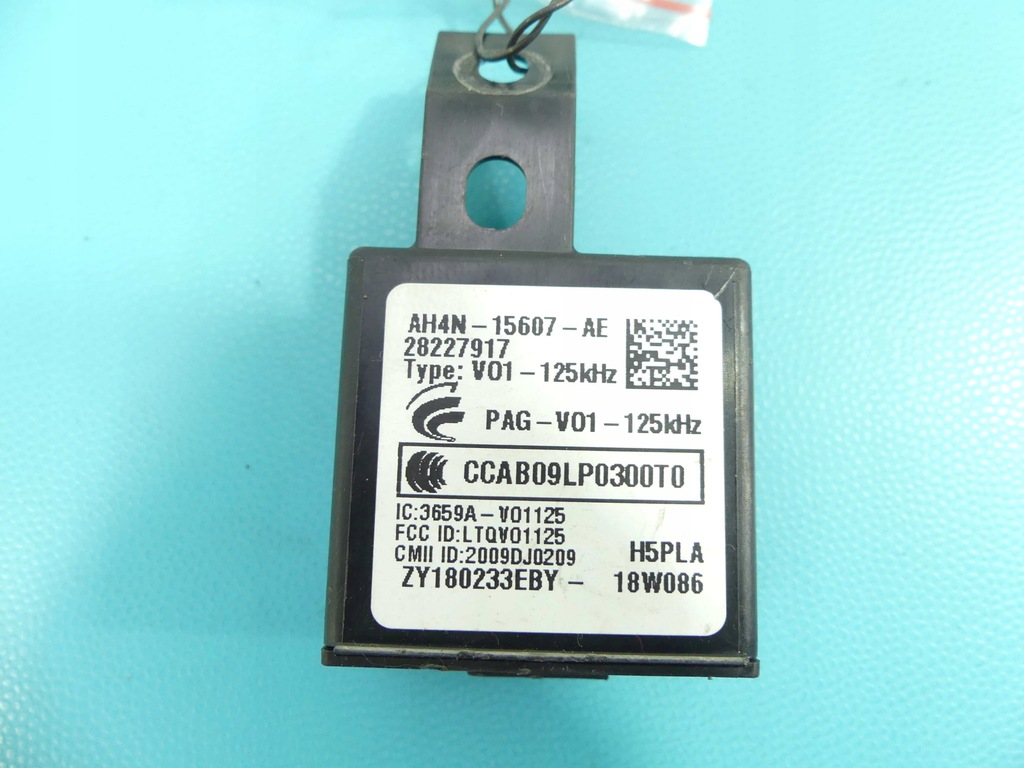 AH4N-15607-AE
28227917
Type: V01-125kHz
PAG-V01-125kHz
CCAB09LP0300T0
IC:3659A-V01125
FCC ID:LTQV01125
CMII ID:2009DJ0209
H5PLA
ZY180233EBY- 18W086